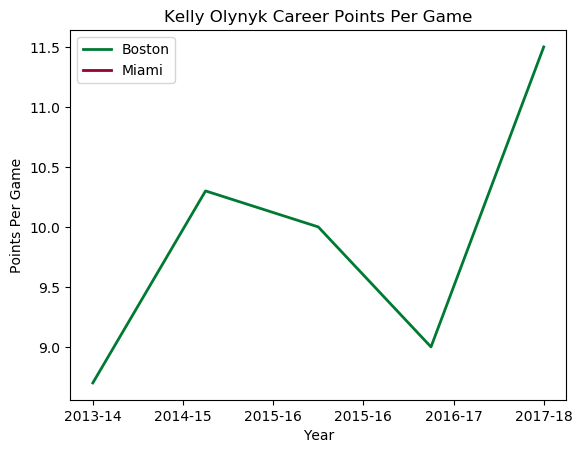 Kelly Olynyk Career Points Per Game
Boston
Miami
11.5
11.0
10.5
10.0
9.5
9.0
Points Per Game
2013-14 2014-15 2015-16 2015-16 2016-17 2017-18
Year